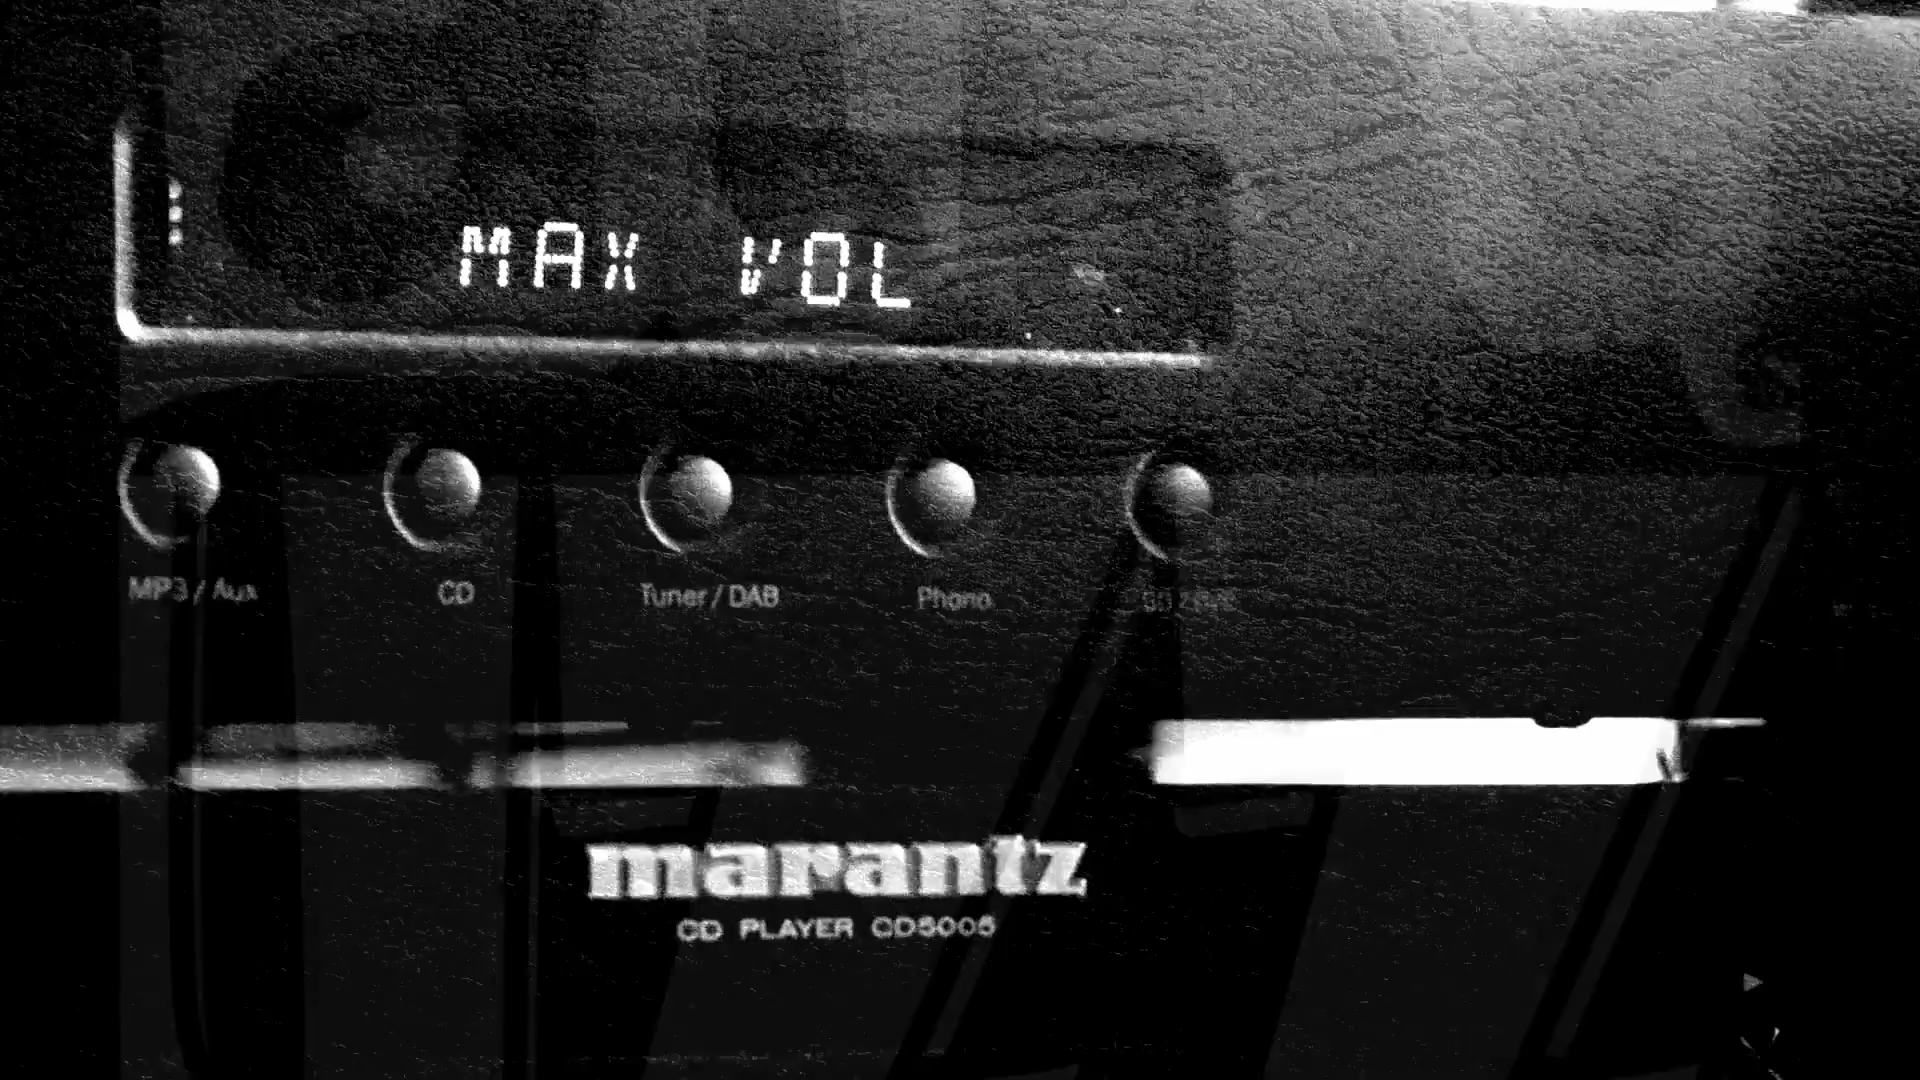 MAX VOL
MP3 / Aux CD Tuner / DAB Phono
marantz
CD PLAYER CD5005